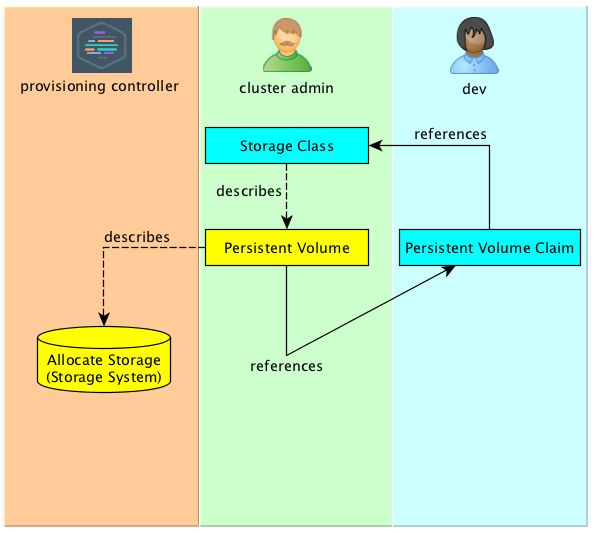 provisioning controller
cluster admin
dev
references
Storage Class
describes
describes
Persistent Volume
Persistent Volume Claim
Allocate Storage
(Storage System)
references